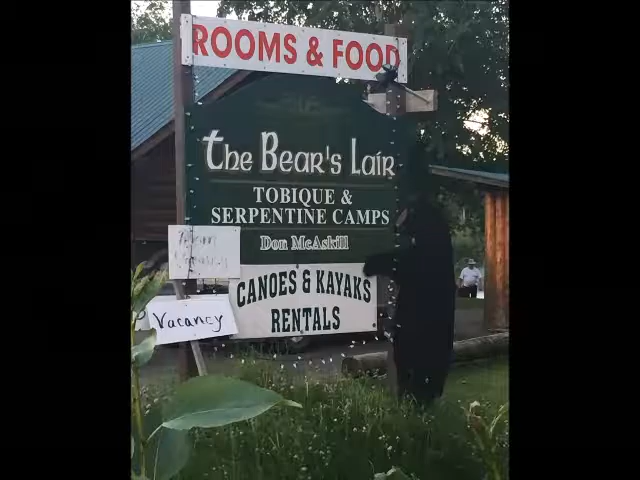 ROOMS & FOOD
the Bear's Lair
TOBIQUE &
SERPENTINE CAMPS
Don McAskill
CANOES & KAYAKS
RENTALS
Vacancy